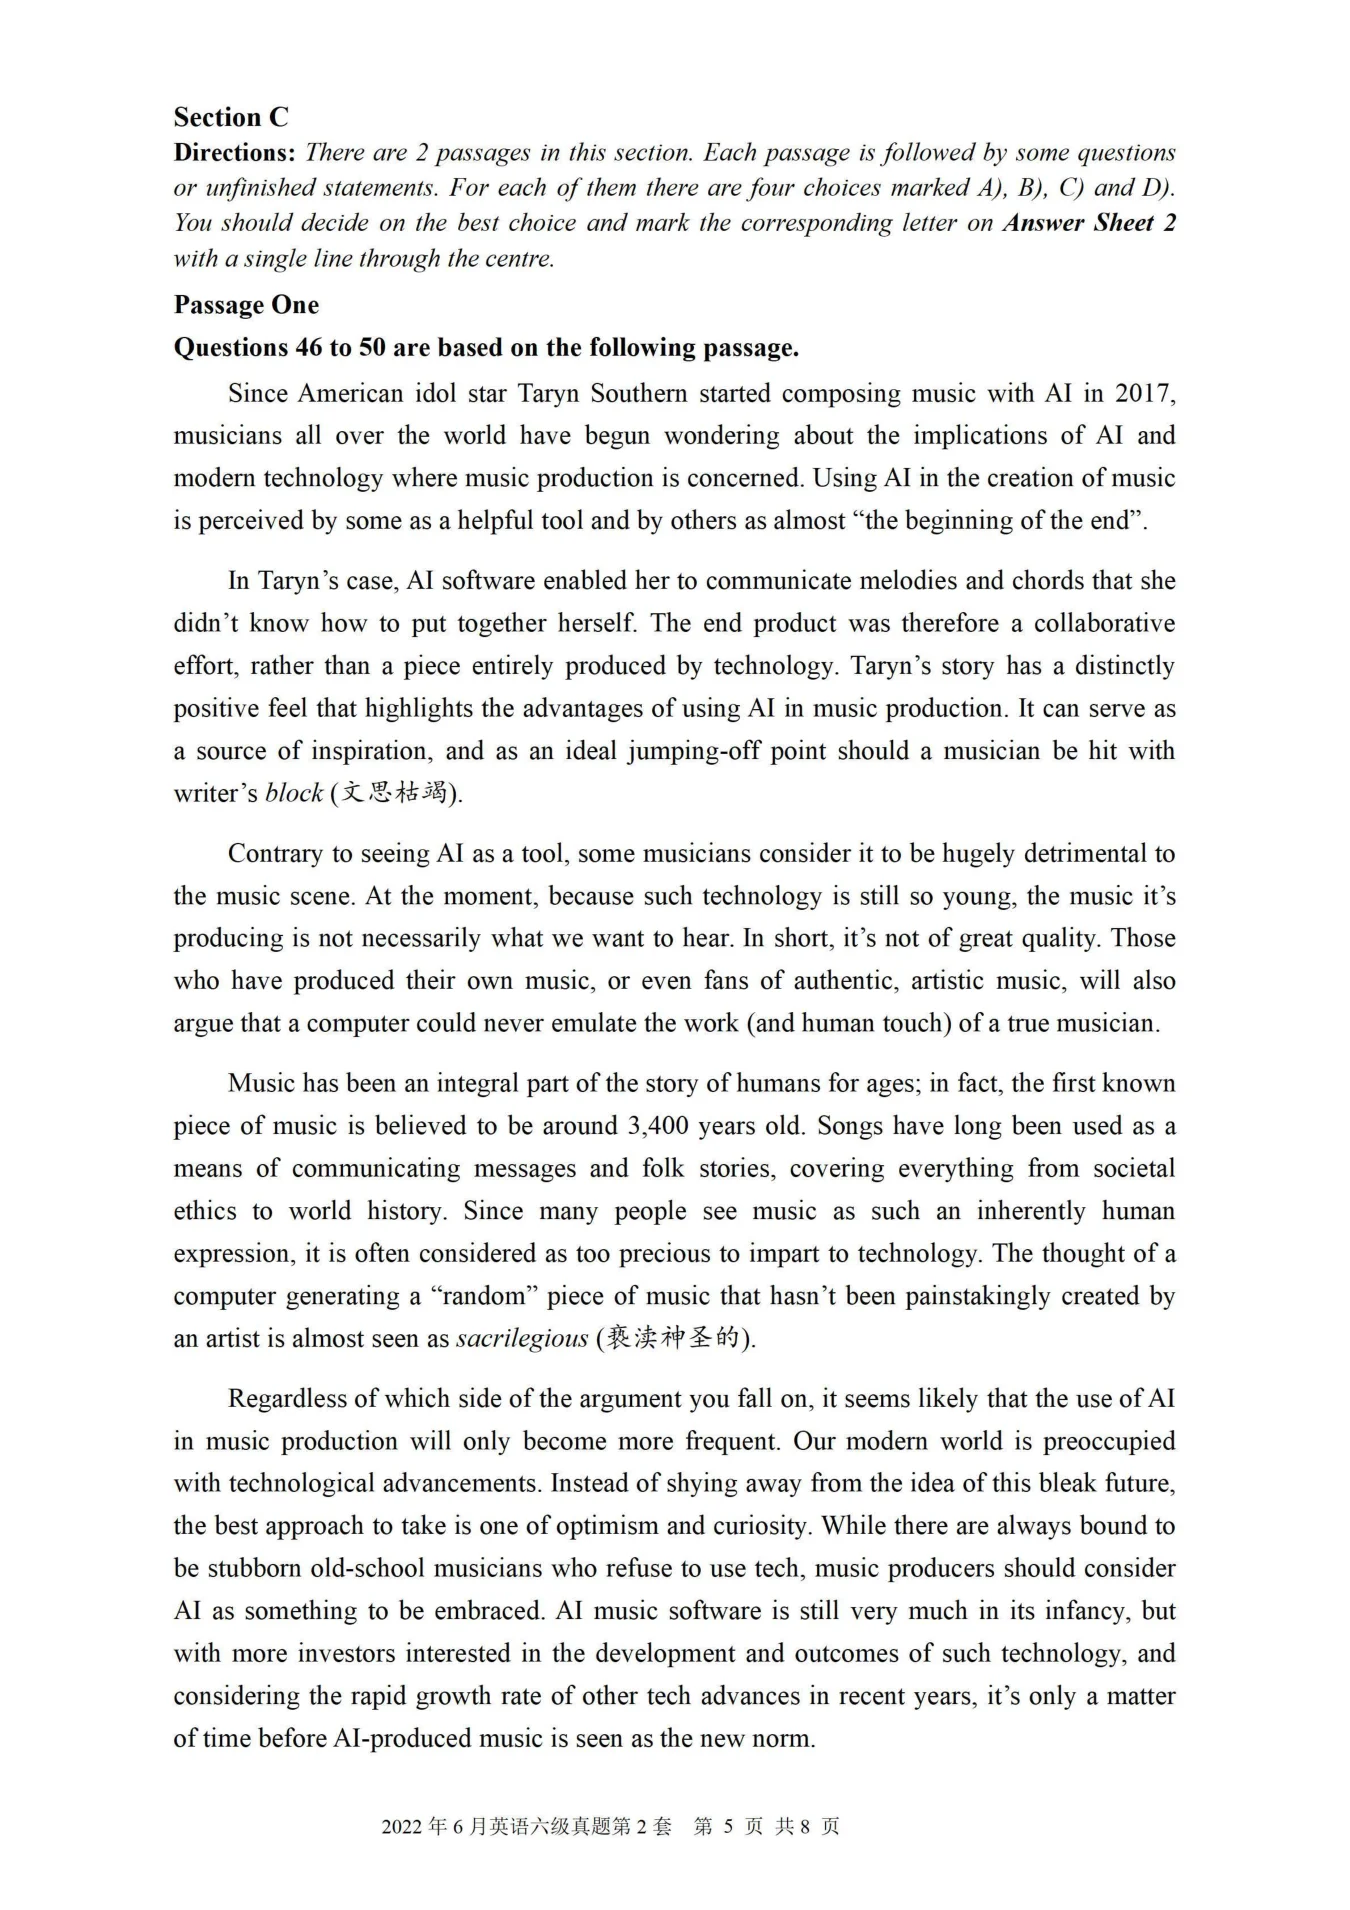 Section C
Directions: There are 2 passages in this section. Each passage is followed by some questions
or unfinished statements. For each of them there are four choices marked A), B), C) and D).
You should decide on the best choice and mark the corresponding letter on Answer Sheet 2
with a single line through the centre.
Passage One
Questions 46 to 50 are based on the following passage.
Since American idol star Taryn Southern started composing music with AI in 2017,
musicians all over the world have begun wondering about the implications of AI and
modern technology where music production is concerned. Using AI in the creation of music
is perceived by some as a helpful tool and by others as almost “the beginning of the end”.
In Taryn’s case, AI software enabled her to communicate melodies and chords that she
didn’t know how to put together herself. The end product was therefore a collaborative
effort, rather than a piece entirely produced by technology. Taryn’s story has a distinctly
positive feel that highlights the advantages of using AI in music production. It can serve as
a source of inspiration, and as an ideal jumping-off point should a musician be hit with
writer’s block (文思枯竭).
Contrary to seeing AI as a tool, some musicians consider it to be hugely detrimental to
the music scene. At the moment, because such technology is still so young, the music it’s
producing is not necessarily what we want to hear. In short, it’s not of great quality. Those
who have produced their own music, or even fans of authentic, artistic music, will also
argue that a computer could never emulate the work (and human touch) of a true musician.
Music has been an integral part of the story of humans for ages; in fact, the first known
piece of music is believed to be around 3,400 years old. Songs have long been used as a
means of communicating messages and folk stories, covering everything from societal
ethics to world history. Since many people see music as such an inherently human
expression, it is often considered as too precious to impart to technology. The thought of a
computer generating a “random” piece of music that hasn’t been painstakingly created by
an artist is almost seen as sacrilegious (亵渎神圣的).
Regardless of which side of the argument you fall on, it seems likely that the use of AI
in music production will only become more frequent. Our modern world is preoccupied
with technological advancements. Instead of shying away from the idea of this bleak future,
the best approach to take is one of optimism and curiosity. While there are always bound to
be stubborn old-school musicians who refuse to use tech, music producers should consider
AI as something to be embraced. AI music software is still very much in its infancy, but
with more investors interested in the development and outcomes of such technology, and
considering the rapid growth rate of other tech advances in recent years, it’s only a matter
of time before AI-produced music is seen as the new norm.
2022 年 6 月英语六级真题第 2 套 第 5 页 共 8 页